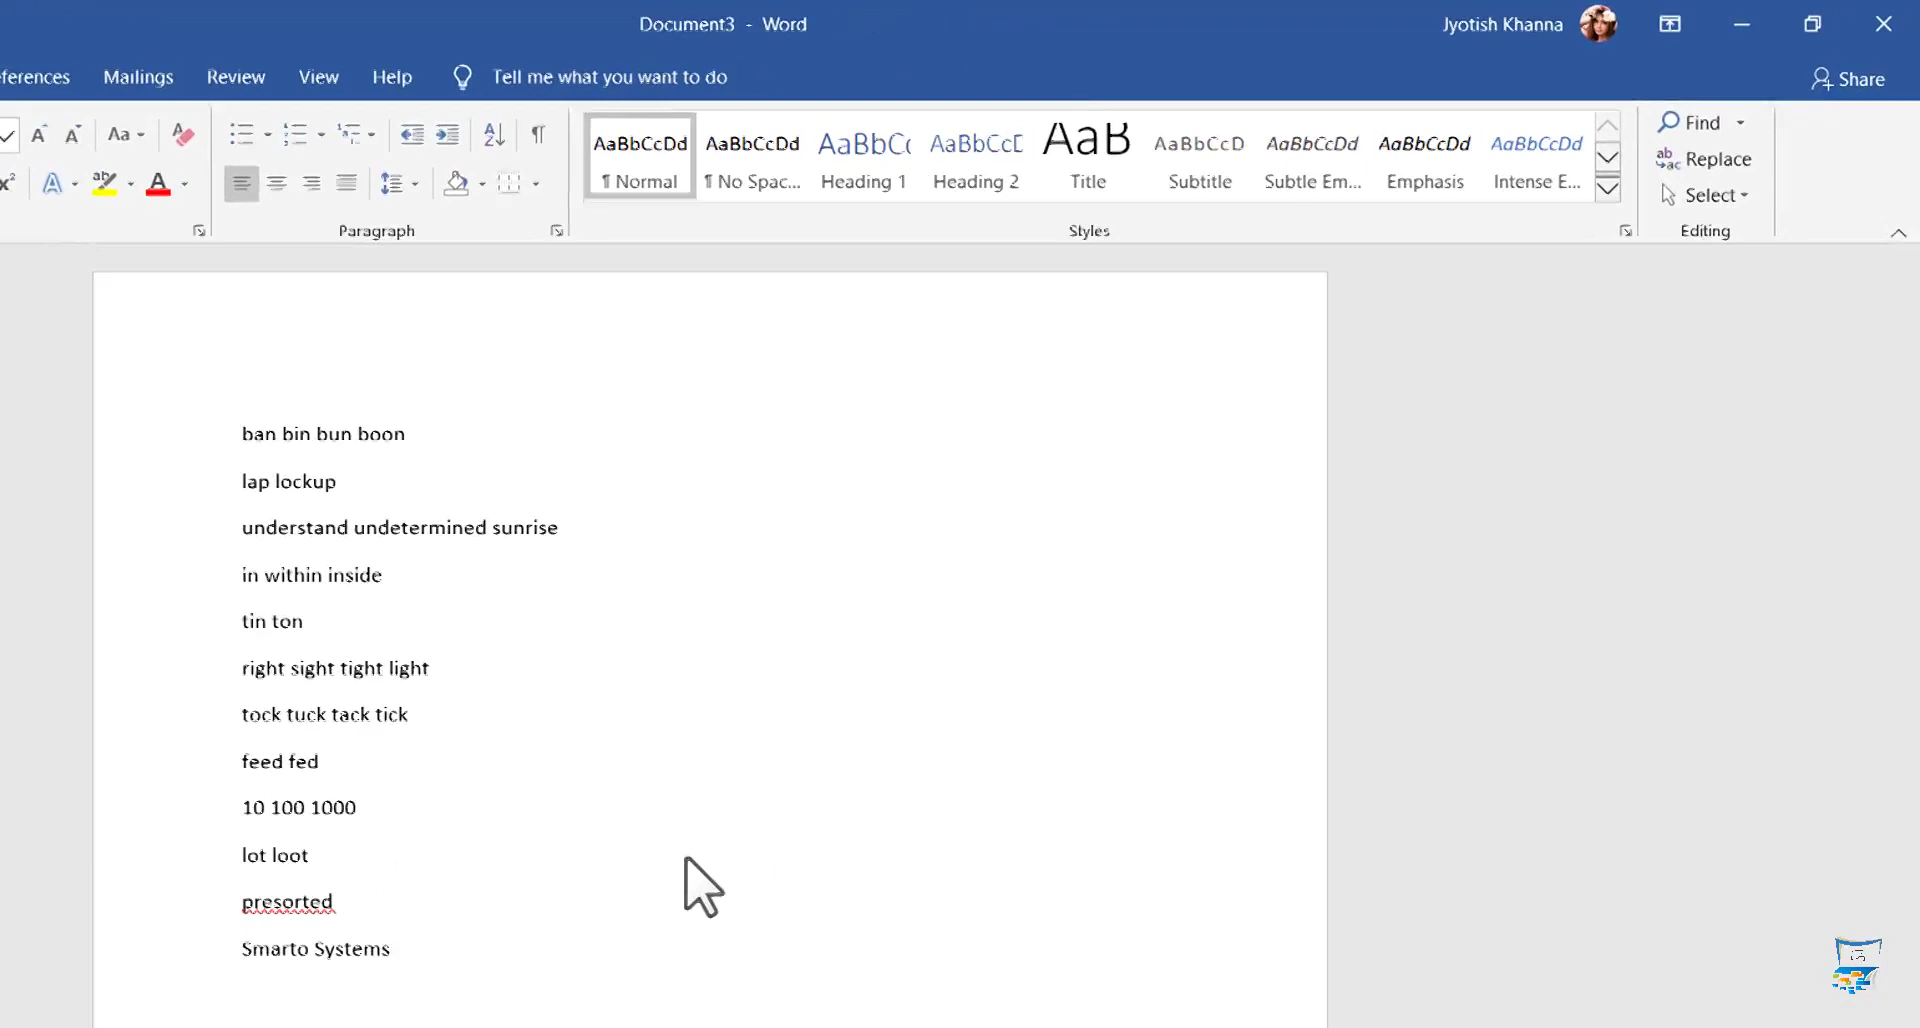 Document3 - Word
Jyotish Khanna
ferences Mailings Review View Help Tell me what you want to do
Share
Aa
AaBbCcDd AaBbCcDd AaBbCc AaBbCcD AaB AaBbCcD AaBbCcDd AaBbCcDd AaBbCcDd
¶ Normal ¶ No Spac... Heading 1 Heading 2 Title Subtitle Subtle Em... Emphasis Intense E...
Find
Replace
Select
Paragraph Styles Editing
ban bin bun boon
lap lockup
understand undetermined sunrise
in within inside
tin ton
right sight tight light
tock tuck tack tick
feed fed
10 100 1000
lot loot
presorted
Smarto Systems